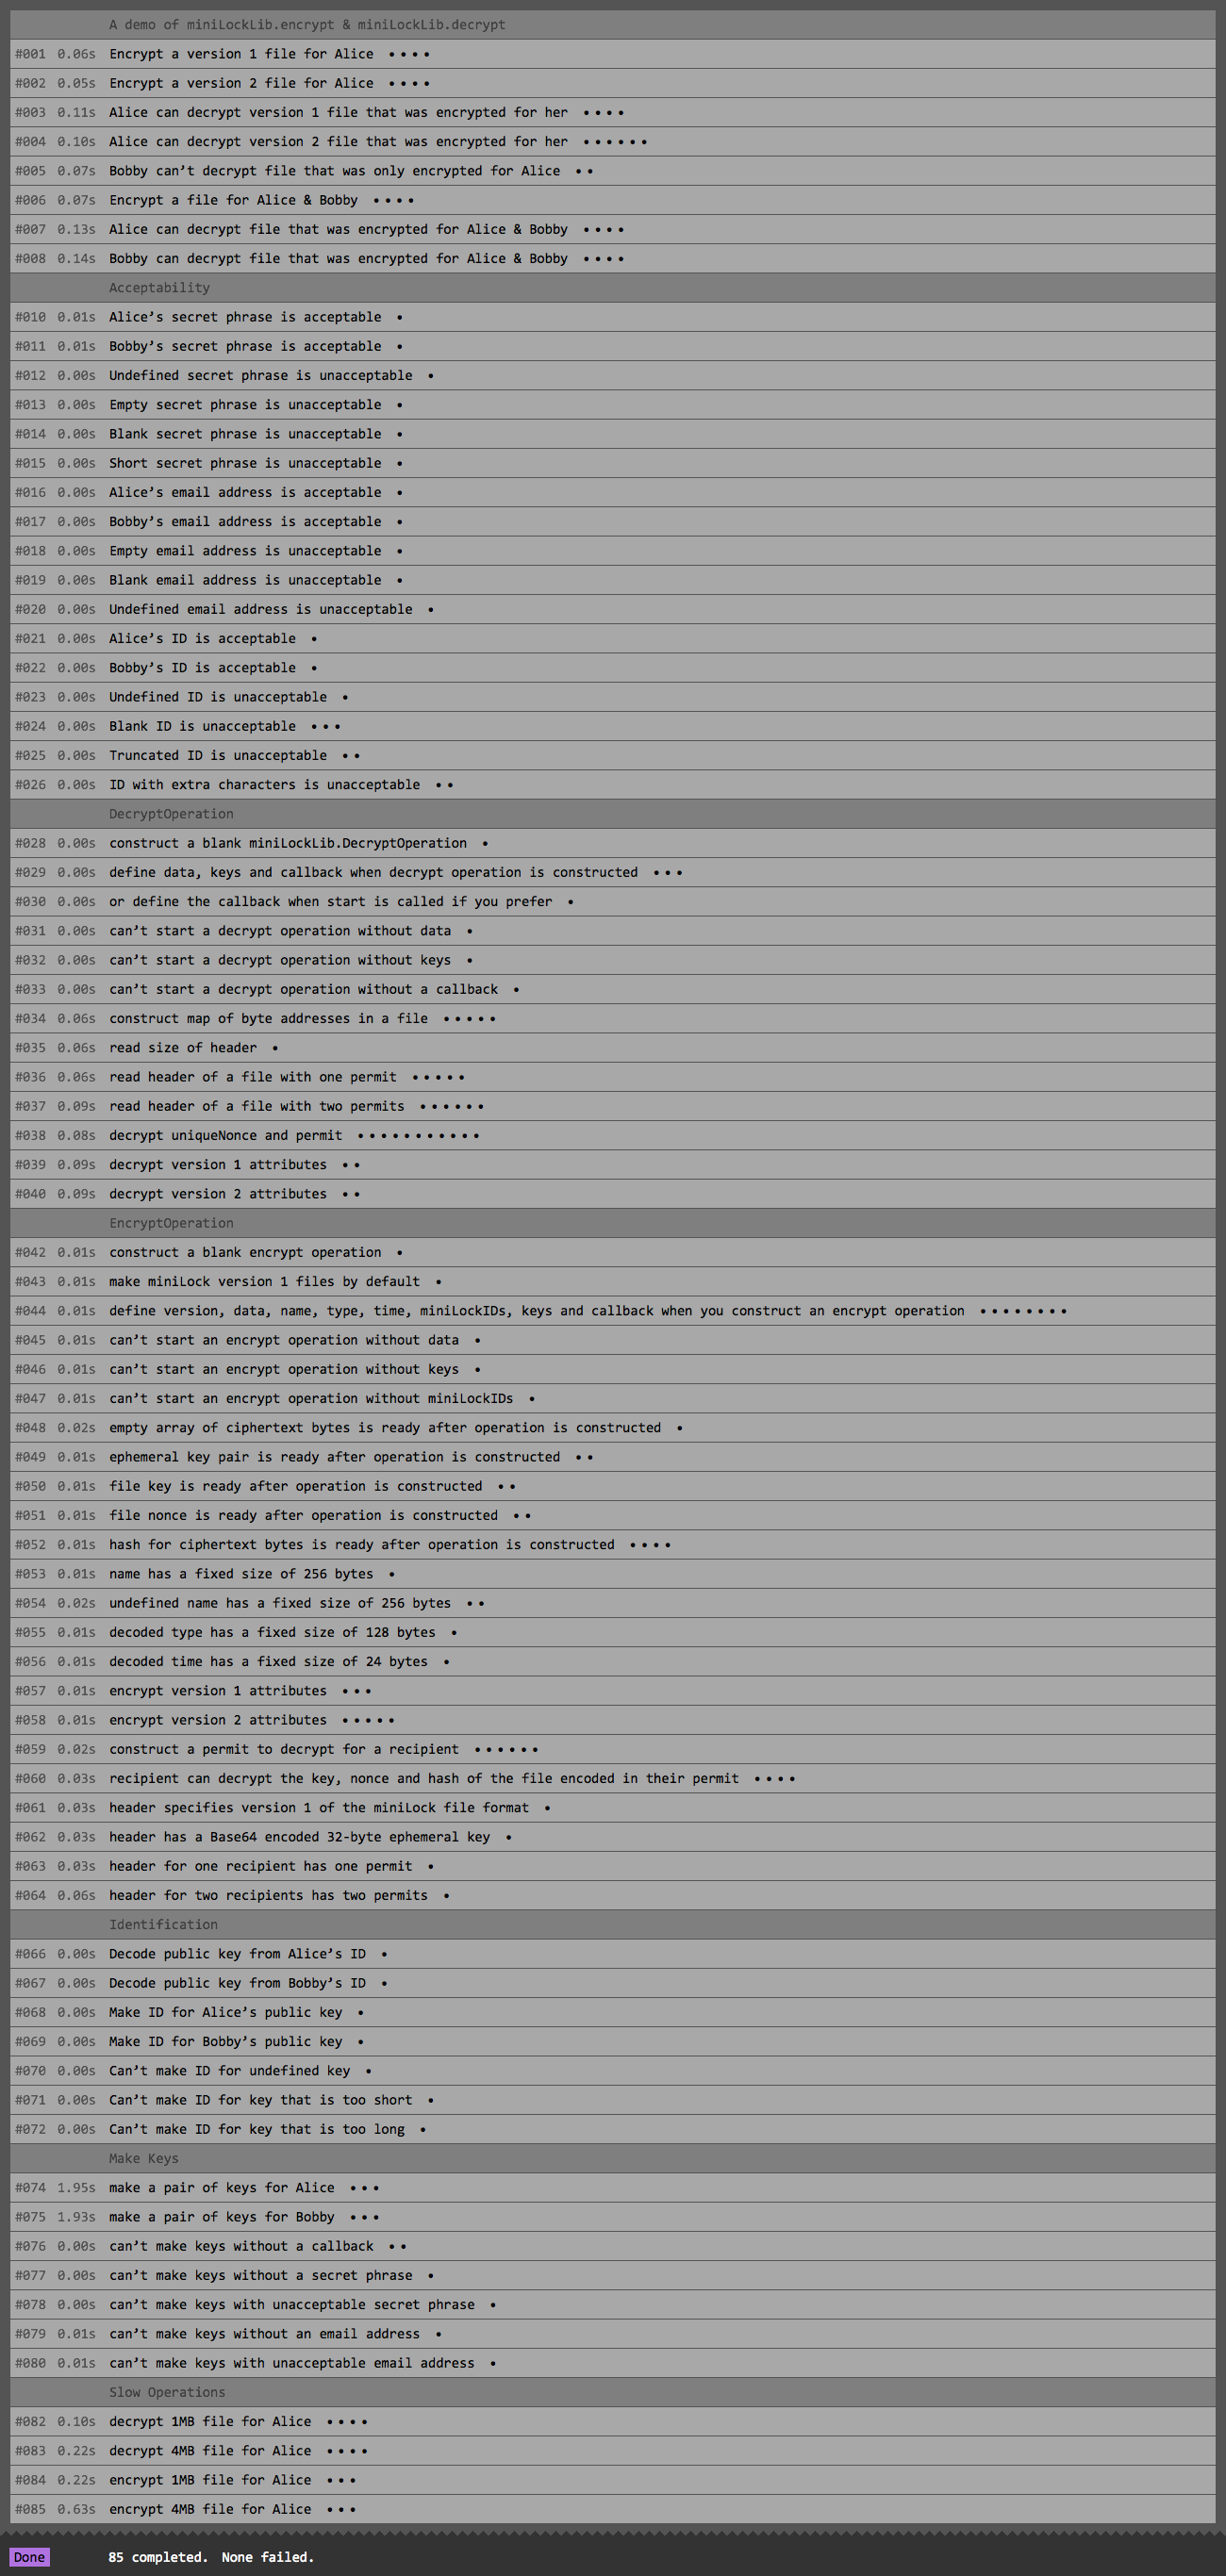 A demo of miniLockLib.encrypt & miniLockLib.decrypt
#001 0.06s Encrypt a version 1 file for Alice ••••
#002 0.05s Encrypt a version 2 file for Alice ••••
#003 0.11s Alice can decrypt version 1 file that was encrypted for her ••••
#004 0.10s Alice can decrypt version 2 file that was encrypted for her ••••••
#005 0.07s Bobby can’t decrypt file that was only encrypted for Alice ••
#006 0.07s Encrypt a file for Alice & Bobby ••••
#007 0.13s Alice can decrypt file that was encrypted for Alice & Bobby ••••
#008 0.14s Bobby can decrypt file that was encrypted for Alice & Bobby ••••
Acceptability
#010 0.01s Alice’s secret phrase is acceptable •
#011 0.01s Bobby’s secret phrase is acceptable •
#012 0.00s Undefined secret phrase is unacceptable •
#013 0.00s Empty secret phrase is unacceptable •
#014 0.00s Blank secret phrase is unacceptable •
#015 0.00s Short secret phrase is unacceptable •
#016 0.00s Alice’s email address is acceptable •
#017 0.00s Bobby’s email address is acceptable •
#018 0.00s Empty email address is unacceptable •
#019 0.00s Blank email address is unacceptable •
#020 0.00s Undefined email address is unacceptable •
#021 0.00s Alice’s ID is acceptable •
#022 0.00s Bobby’s ID is acceptable •
#023 0.00s Undefined ID is unacceptable •
#024 0.00s Blank ID is unacceptable •••
#025 0.00s Truncated ID is unacceptable ••
#026 0.00s ID with extra characters is unacceptable ••
DecryptOperation
#028 0.00s construct a blank miniLockLib.DecryptOperation •
#029 0.00s define data, keys and callback when decrypt operation is constructed •••
#030 0.00s or define the callback when start is called if you prefer •
#031 0.00s can’t start a decrypt operation without data •
#032 0.00s can’t start a decrypt operation without keys •
#033 0.00s can’t start a decrypt operation without a callback •
#034 0.06s construct map of byte addresses in a file •••••
#035 0.06s read size of header •
#036 0.06s read header of a file with one permit •••••
#037 0.09s read header of a file with two permits ••••••
#038 0.08s decrypt uniqueNonce and permit •••••••••••
#039 0.09s decrypt version 1 attributes ••
#040 0.09s decrypt version 2 attributes ••
EncryptOperation
#042 0.01s construct a blank encrypt operation •
#043 0.01s make miniLock version 1 files by default •
#044 0.01s define version, data, name, type, time, miniLockIDs, keys and callback when you construct an encrypt operation ••••••••
#045 0.01s can’t start an encrypt operation without data •
#046 0.01s can’t start an encrypt operation without keys •
#047 0.01s can’t start an encrypt operation without miniLockIDs •
#048 0.02s empty array of ciphertext bytes is ready after operation is constructed •
#049 0.01s ephemeral key pair is ready after operation is constructed ••
#050 0.01s file key is ready after operation is constructed ••
#051 0.01s file nonce is ready after operation is constructed ••
#052 0.01s hash for ciphertext bytes is ready after operation is constructed ••••
#053 0.01s name has a fixed size of 256 bytes •
#054 0.02s undefined name has a fixed size of 256 bytes ••
#055 0.01s decoded type has a fixed size of 128 bytes •
#056 0.01s decoded time has a fixed size of 24 bytes •
#057 0.01s encrypt version 1 attributes •••
#058 0.01s encrypt version 2 attributes •••••
#059 0.02s construct a permit to decrypt for a recipient ••••••
#060 0.03s recipient can decrypt the key, nonce and hash of the file encoded in their permit ••••
#061 0.03s header specifies version 1 of the miniLock file format •
#062 0.03s header has a Base64 encoded 32-byte ephemeral key •
#063 0.03s header for one recipient has one permit •
#064 0.06s header for two recipients has two permits •
Identification
#066 0.00s Decode public key from Alice’s ID •
#067 0.00s Decode public key from Bobby’s ID •
#068 0.00s Make ID for Alice’s public key •
#069 0.00s Make ID for Bobby’s public key •
#070 0.00s Can’t make ID for undefined key •
#071 0.00s Can’t make ID for key that is too short •
#072 0.00s Can’t make ID for key that is too long •
Make Keys
#074 1.95s make a pair of keys for Alice •••
#075 1.93s make a pair of keys for Bobby •••
#076 0.00s can’t make keys without a callback ••
#077 0.00s can’t make keys without a secret phrase •
#078 0.00s can’t make keys with unacceptable secret phrase •
#079 0.01s can’t make keys without an email address •
#080 0.01s can’t make keys with unacceptable email address •
Slow Operations
#082 0.10s decrypt 1MB file for Alice ••••
#083 0.22s decrypt 4MB file for Alice ••••
#084 0.22s encrypt 1MB file for Alice •••
#085 0.63s encrypt 4MB file for Alice •••
Done 85 completed. None failed.